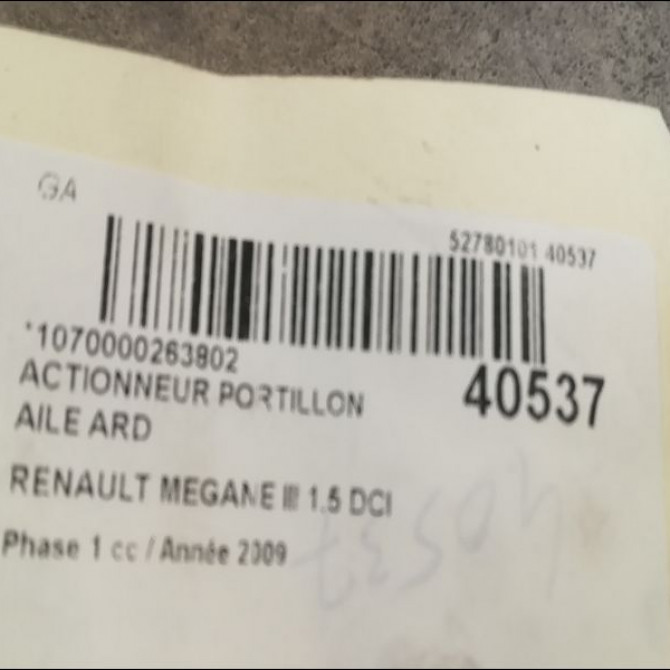 GA
52780101 40537
*1070000263802
40537
ACTIONNEUR PORTILLON
AILE ARD
RENAULT MEGANE III 1.5 DCI
Phase 1 cc / Année 2009
40537